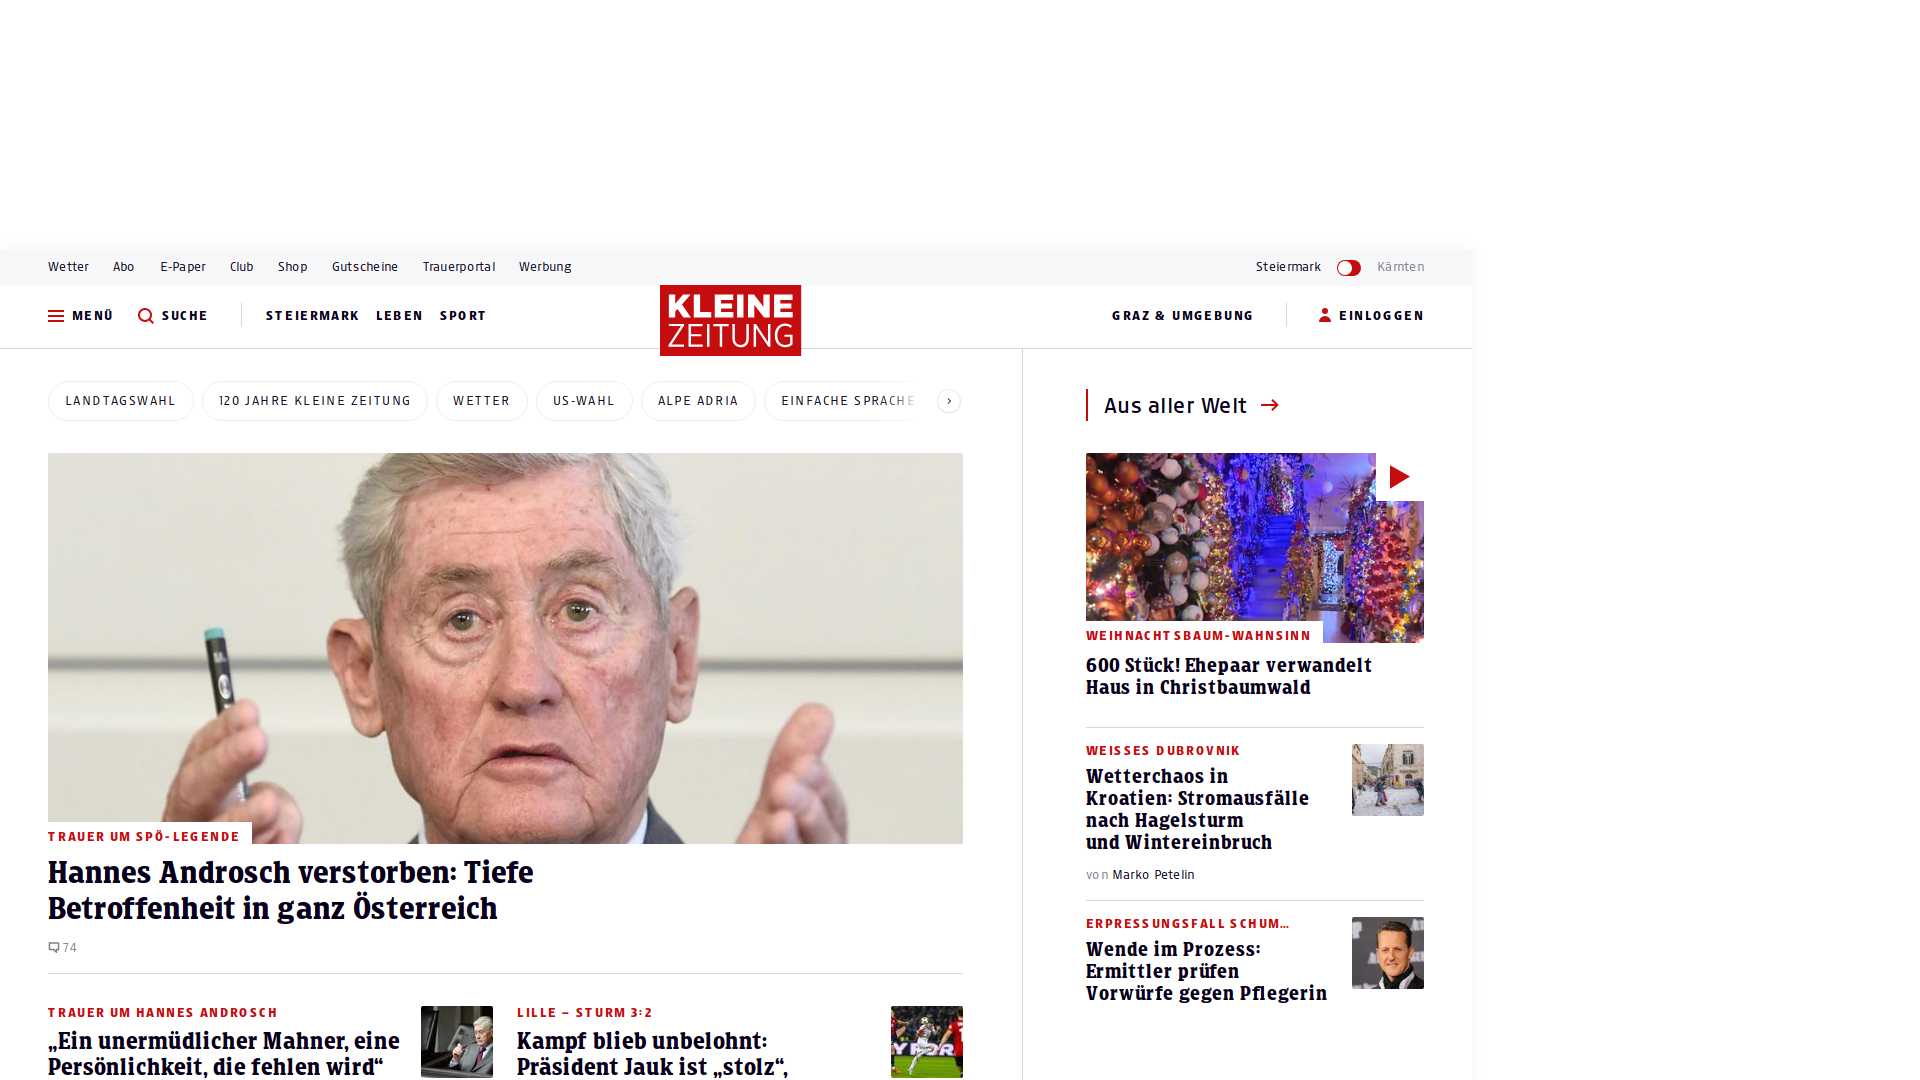 Wetter Abo E-Paper Club Shop Gutscheine Trauerportal Werbung Steiermark Kärnten
MENÜ SUCHE STEIERMARK LEBEN SPORT KLEINE ZEITUNG GRAZ & UMGEBUNG EINLOGGEN
LANDTAGSWAHL 120 JAHRE KLEINE ZEITUNG WETTER US-WAHL ALPE ADRIA EINFACHE SPRACHE
TRAUER UM SPÖ-LEGENDE
Hannes Androsch verstorben: Tiefe
Betroffenheit in ganz Österreich
74
TRAUER UM HANNES ANDROSCH
„Ein unermüdlicher Mahner, eine
Persönlichkeit, die fehlen wird“
LILLE – STURM 3:2
Kampf blieb unbelohnt:
Präsident Jauk ist „stolz“,
Aus aller Welt
WEIHNACHTSBAUM-WAHNSINN
600 Stück! Ehepaar verwandelt
Haus in Christbaumwald
WEISSES DUBROVNIK
Wetterchaos in
Kroatien: Stromausfälle
nach Hagelsturm
und Wintereinbruch
von Marko Petelin
ERPRESSUNGSFALL SCHUM…
Wende im Prozess:
Ermittler prüfen
Vorwürfe gegen Pflegerin